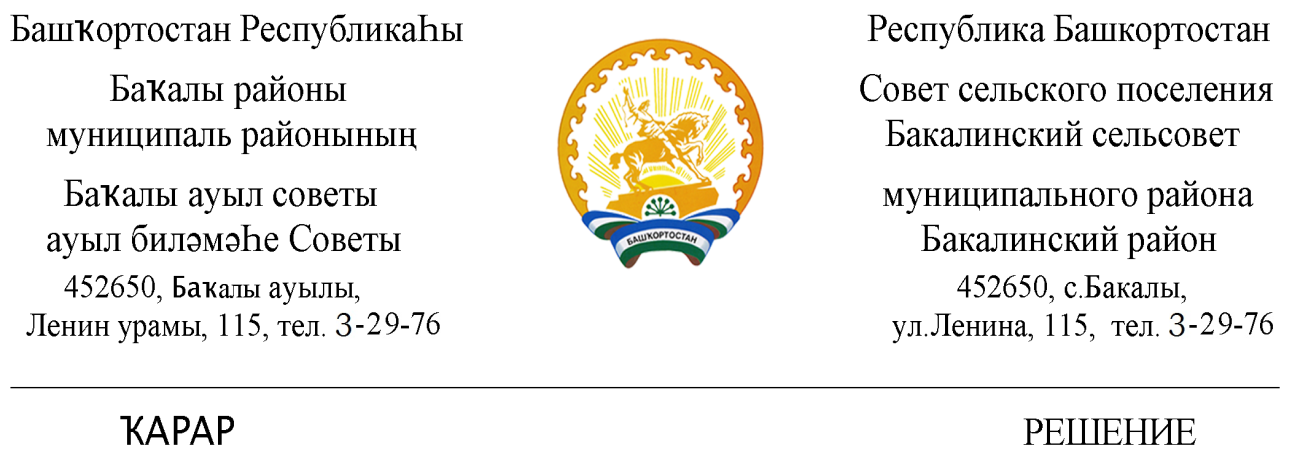 Башҡортостан Республикаһы
Баҡалы районы
муниципаль районының
Баҡалы ауыл советы
ауыл биләмәһе Советы
452650, Баҡалы ауылы,
Ленин урамы, 115, тел. 3-29-76
БАШҠОРТОСТАН
Республика Башкортостан
Совет сельского поселения
Бакалинский сельсовет
муниципального района
Бакалинский район
452650, с.Бакалы,
ул.Ленина, 115, тел. 3-29-76
ҠАРАР
РЕШЕНИЕ